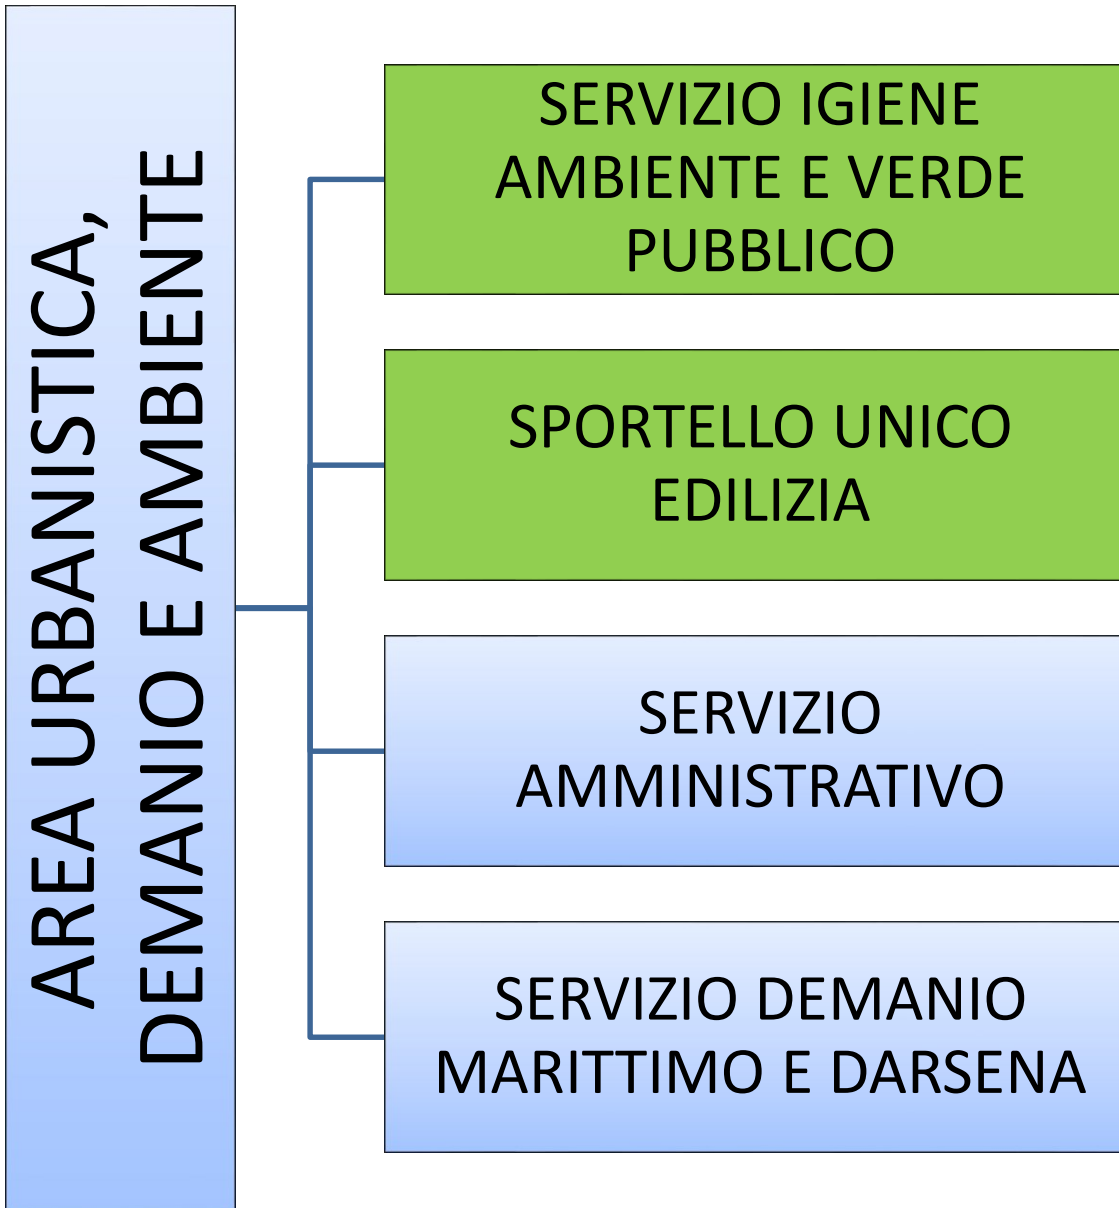 AREA URBANISTICA,
DEMANIO E AMBIENTE
SERVIZIO IGIENE
AMBIENTE E VERDE
PUBBLICO
SPORTELLO UNICO
EDILIZIA
SERVIZIO
AMMINISTRATIVO
SERVIZIO DEMANIO
MARITTIMO E DARSENA